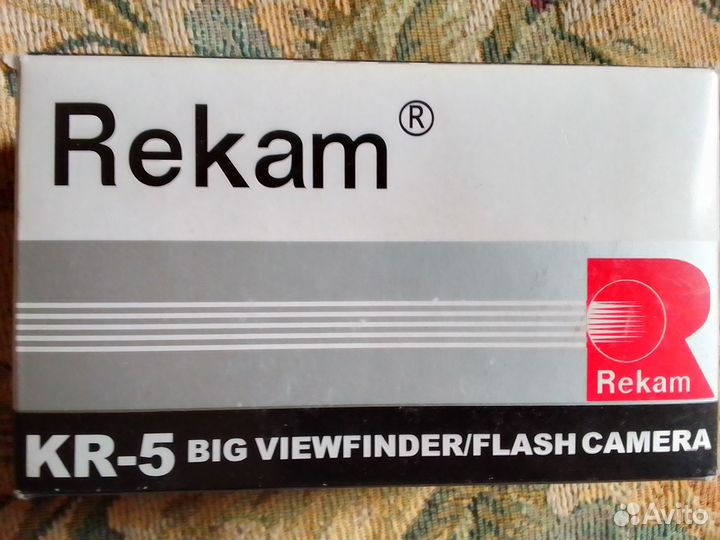 Rekam®
Rekam
KR-5 BIG VIEWFINDER/FLASH CAMERA
Avito